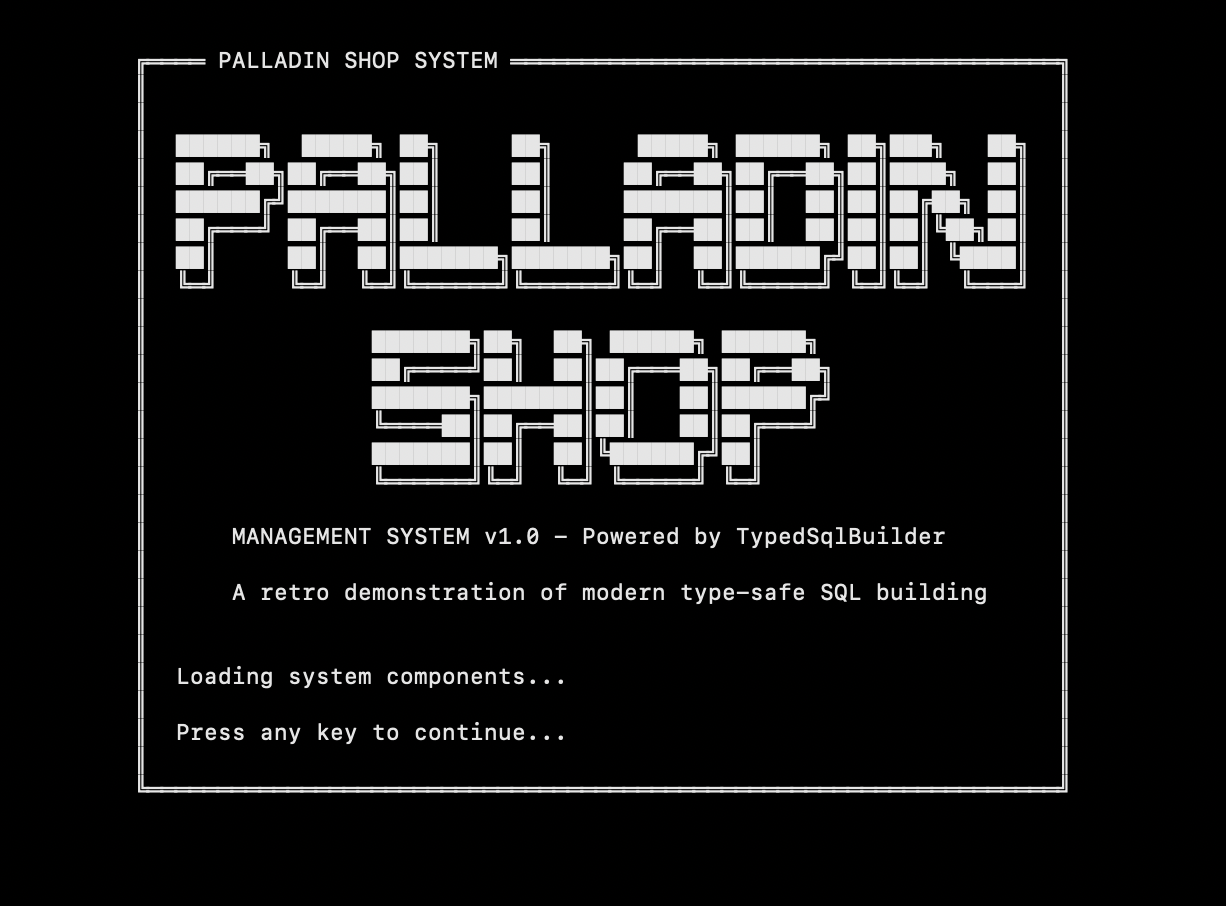 PALLADIN SHOP SYSTEM
PALLADIN
SHOP
MANAGEMENT SYSTEM v1.0 – Powered by TypedSqlBuilder
A retro demonstration of modern type-safe SQL building
Loading system components...
Press any key to continue...